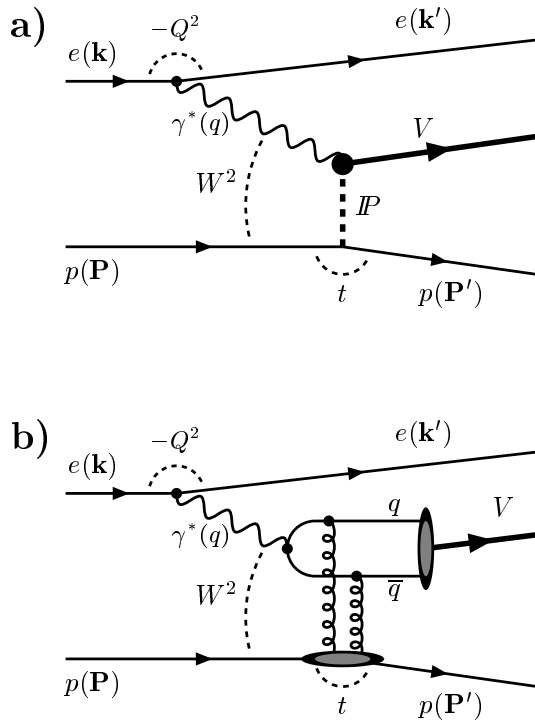 a)
−Q²
e(k)
e(k′)
γ*(q)
V
W²
IP
p(P)
t
p(P′)
b)
−Q²
e(k)
e(k′)
q
V
γ*(q)
q̅
W²
p(P)
t
p(P′)